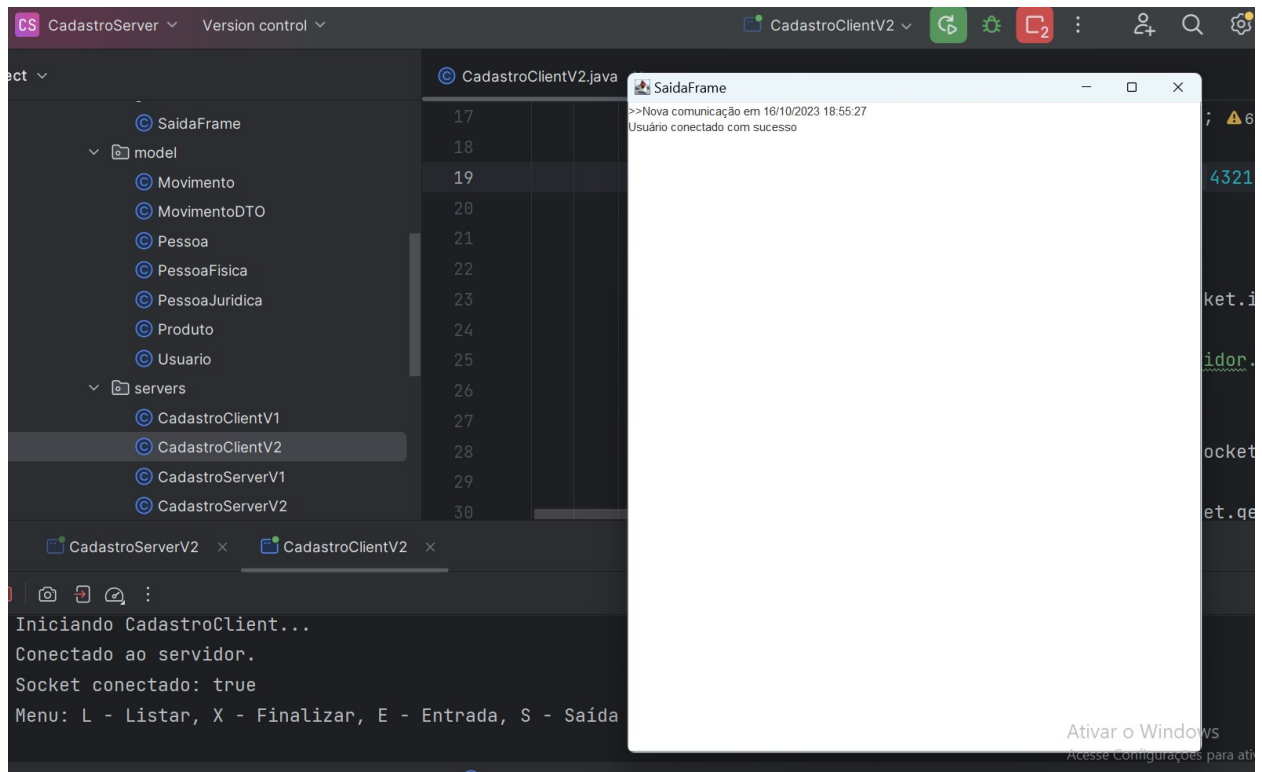 CS CadastroServer Version control CadastroClientV2 2
CadastroClientV2.java
SaidaFrame
model
Movimento
MovimentoDTO
Pessoa
PessoaFisica
PessoaJuridica
Produto
Usuario
servers
CadastroClientV1
CadastroClientV2
CadastroServerV1
CadastroServerV2
17 ; 6
18
19 4321
20
21
22
23 ket.i
24
25 idor.
26
27
28 ocket
29
30 et.ge
SaidaFrame
>>Nova comunicação em 16/10/2023 18:55:27
Usuário conectado com sucesso
CadastroServerV2 CadastroClientV2
Iniciando CadastroClient...
Conectado ao servidor.
Socket conectado: true
Menu: L - Listar, X - Finalizar, E - Entrada, S - Saída
Ativar o Windows
Acesse Configurações para ati